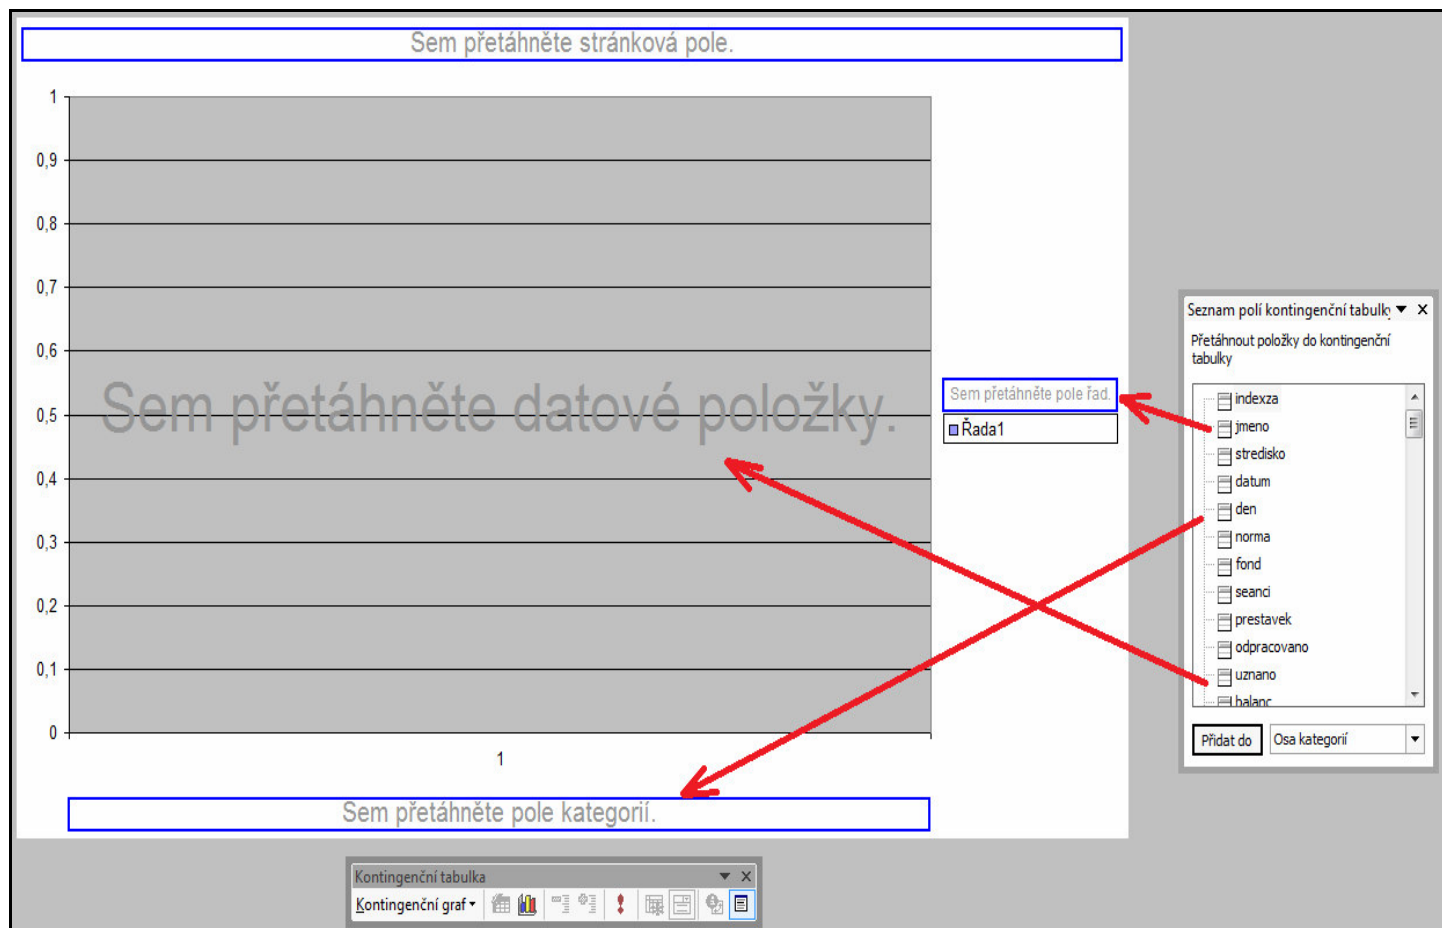 Sem přetáhněte stránková pole.
1
0,9
0,8
0,7
0,6
0,5
0,4
0,3
0,2
0,1
0
Sem přetáhněte datové položky.
1
Sem přetáhněte pole kategorií.
Sem přetáhněte pole řad.
Řada1
Seznam polí kontingenční tabulky
Přetáhnout položky do kontingenční
tabulky
indexza
jmeno
stredisko
datum
den
norma
fond
seanci
prestavek
odpracovano
uznano
balanc
Přidat do
Osa kategorií
Kontingenční tabulka
Kontingenční graf